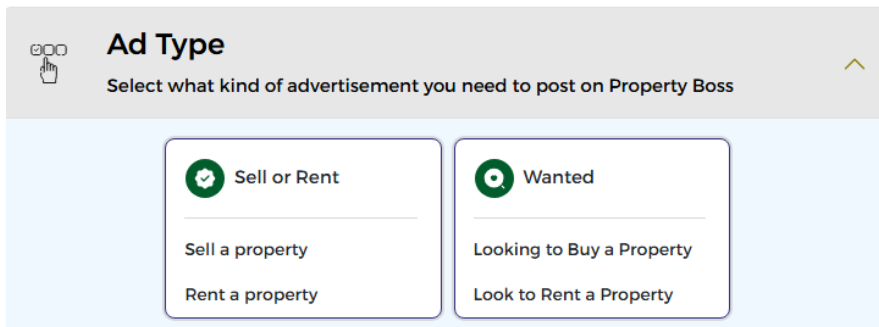 Ad Type
Select what kind of advertisement you need to post on Property Boss
Sell or Rent
Sell a property
Rent a property
Wanted
Looking to Buy a Property
Look to Rent a Property